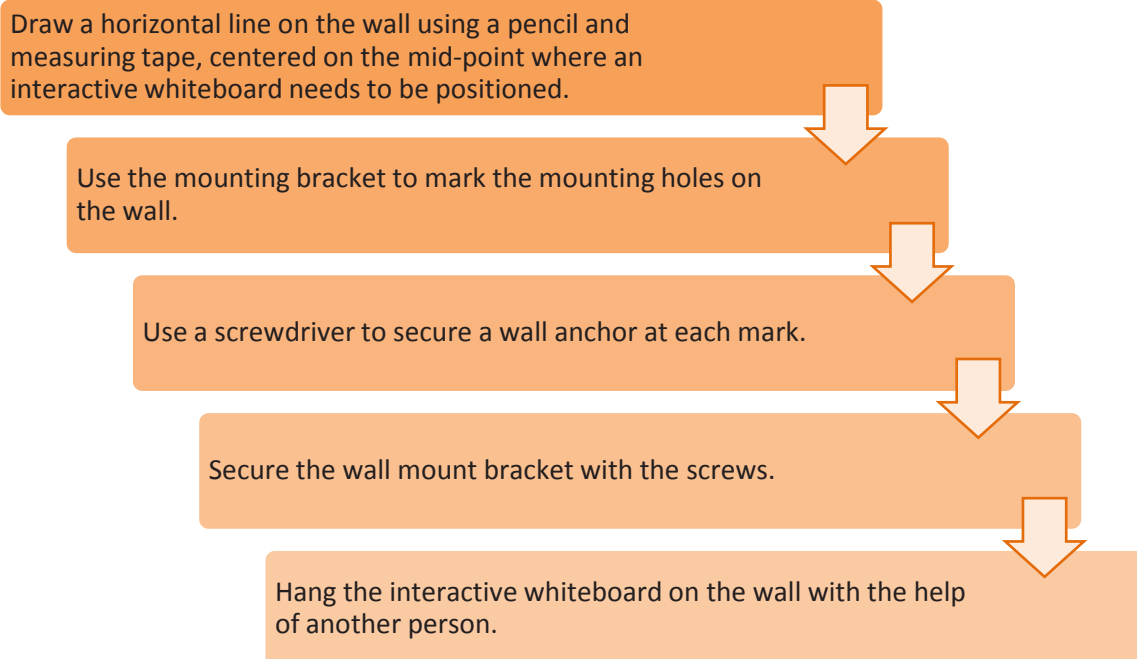 Draw a horizontal line on the wall using a pencil and
measuring tape, centered on the mid-point where an
interactive whiteboard needs to be positioned.
Use the mounting bracket to mark the mounting holes on
the wall.
Use a screwdriver to secure a wall anchor at each mark.
Secure the wall mount bracket with the screws.
Hang the interactive whiteboard on the wall with the help
of another person.